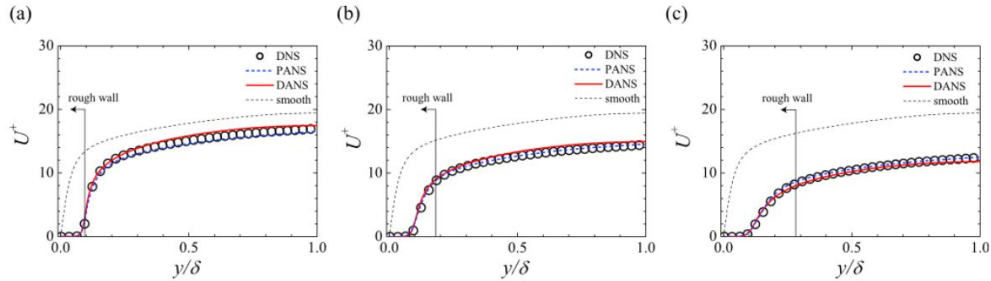 (a)
30
20
10
0
U+
0.0
0.5
1.0
y/δ
rough wall
DNS
PANS
DANS
smooth
(b)
30
20
10
0
U+
0.0
0.5
1.0
y/δ
rough wall
DNS
PANS
DANS
smooth
(c)
30
20
10
0
U+
0.0
0.5
1.0
y/δ
rough wall
DNS
PANS
DANS
smooth